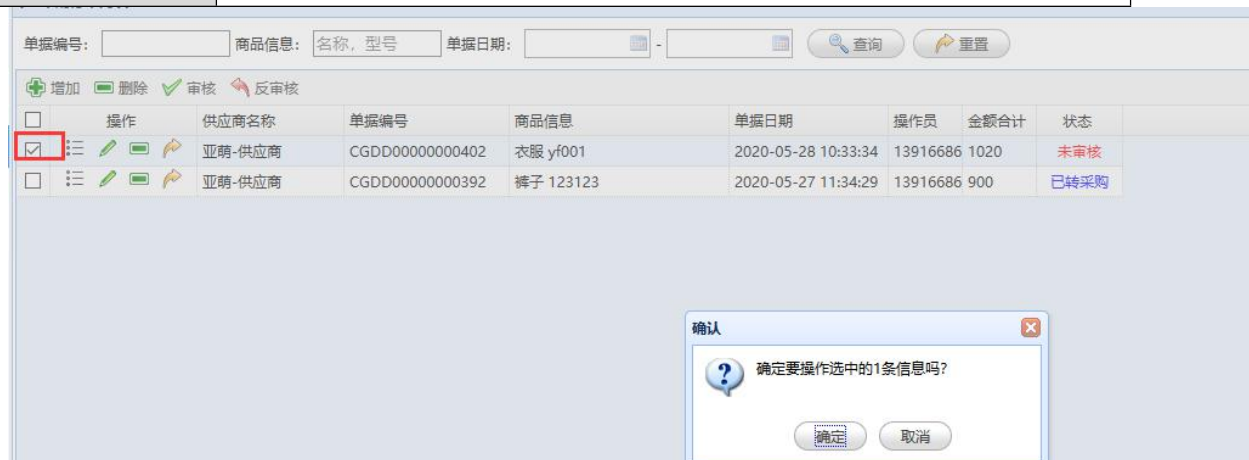 单据编号: 商品信息: 名称，型号 单据日期: - 查询 重置
增加 删除 审核 反审核
操作 供应商名称 单据编号 商品信息 单据日期 操作员 金额合计 状态
亚萌-供应商 CGDD00000000402 衣服 yf001 2020-05-28 10:33:34 13916686 1020 未审核
亚萌-供应商 CGDD00000000392 裤子 123123 2020-05-27 11:34:29 13916686 900 已转采购
确认
确定要操作选中的1条信息吗?
确定 取消